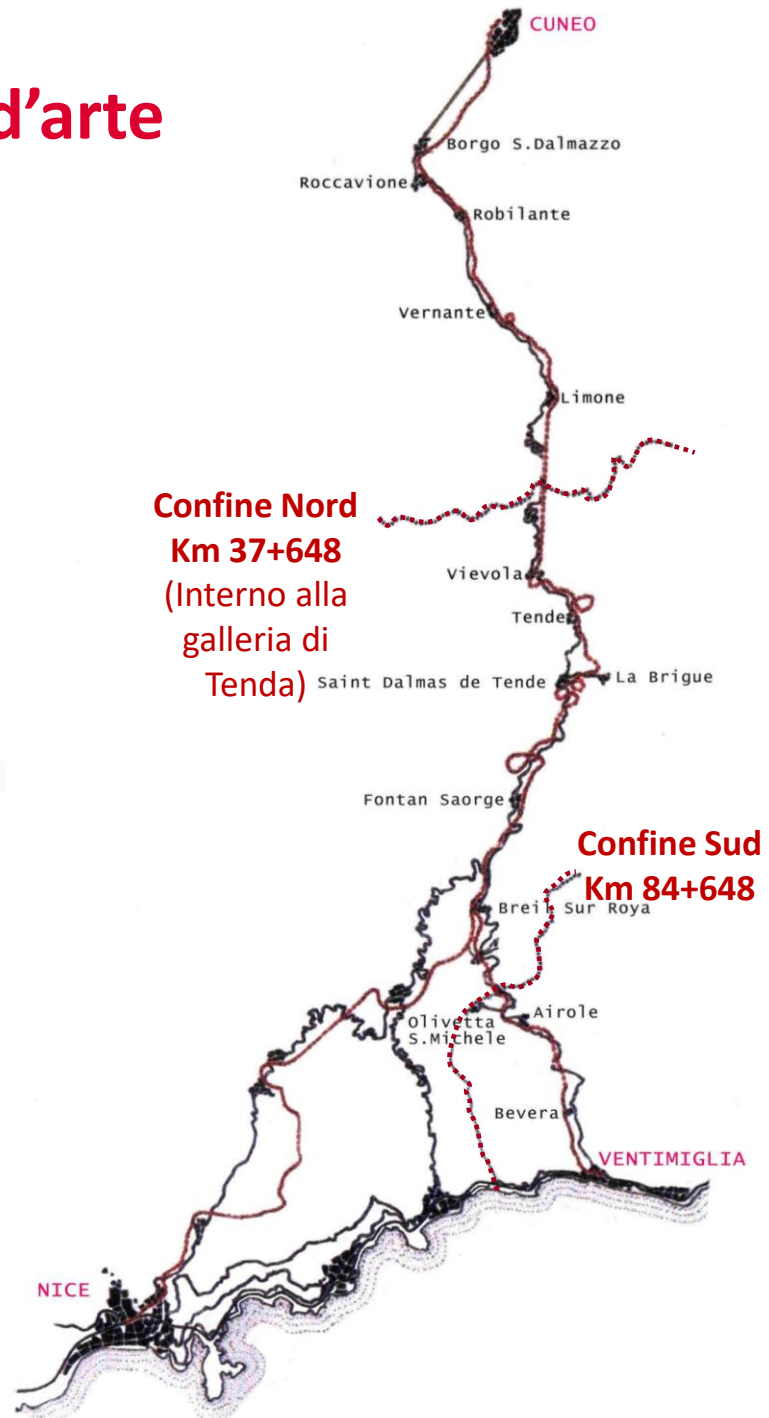 CUNEO
d’arte
Borgo S.Dalmazzo
Roccavione
Robilante
Vernante
Limone
Confine Nord
Km 37+648
(Interno alla
galleria di
Tenda)
Vievola
Tende
Saint Dalmas de Tende
La Brigue
Fontan Saorge
Confine Sud
Km 84+648
Breil Sur Roya
Olivetta
S.Michele
Airole
Bevera
VENTIMIGLIA
NICE